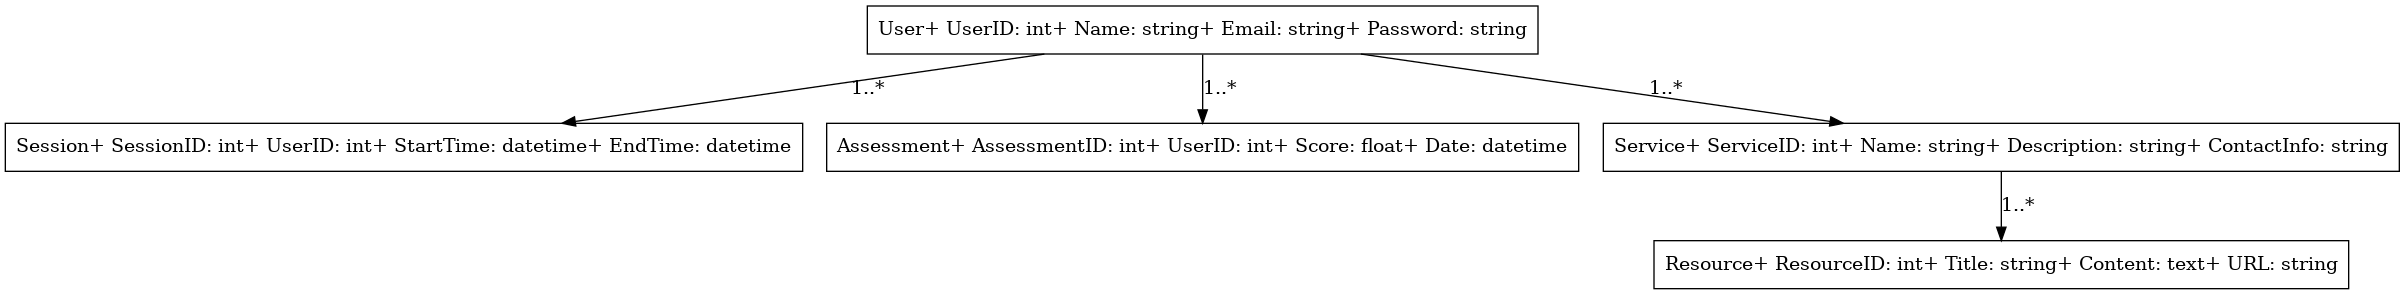 User+ UserID: int+ Name: string+ Email: string+ Password: string
1..*
1..*
1..*
Session+ SessionID: int+ UserID: int+ StartTime: datetime+ EndTime: datetime
Assessment+ AssessmentID: int+ UserID: int+ Score: float+ Date: datetime
Service+ ServiceID: int+ Name: string+ Description: string+ ContactInfo: string
1..*
Resource+ ResourceID: int+ Title: string+ Content: text+ URL: string